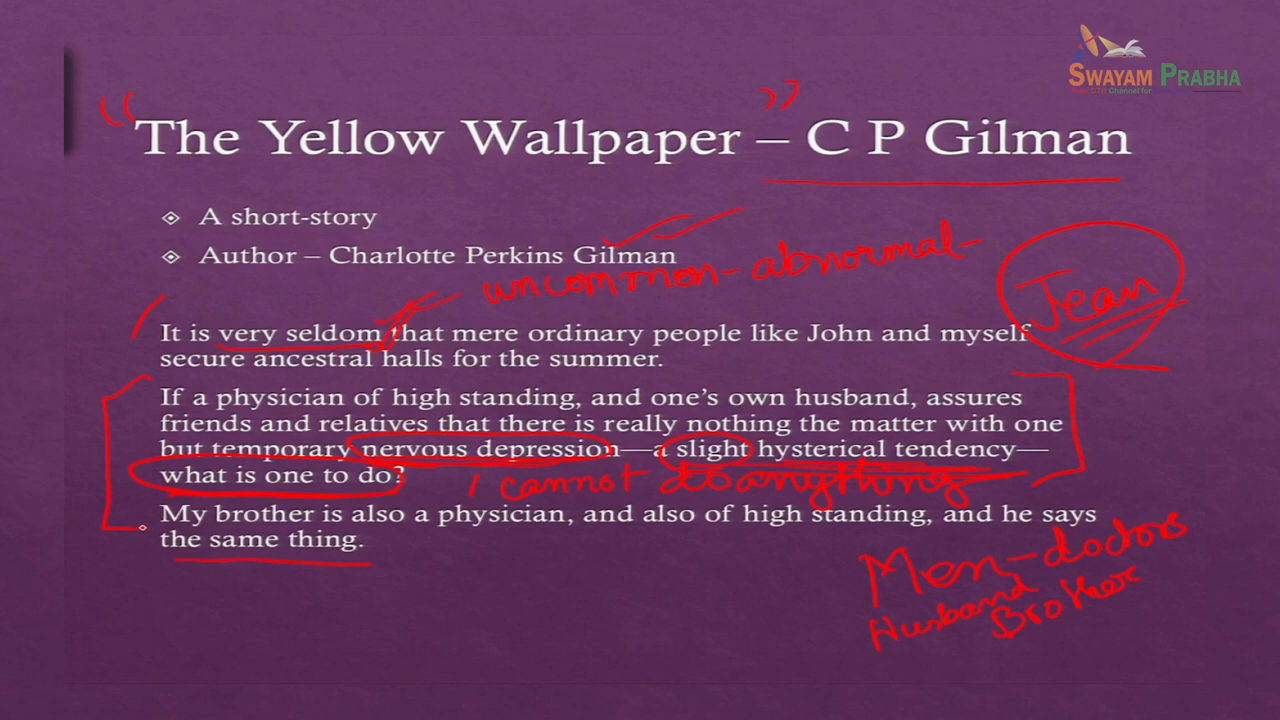 SWAYAM PRABHA
" The Yellow Wallpaper " – C P Gilman
A short-story
Author – Charlotte Perkins Gilman
uncommon - abnormal -
Jean
It is very seldom that mere ordinary people like John and myself
secure ancestral halls for the summer.
If a physician of high standing, and one's own husband, assures
friends and relatives that there is really nothing the matter with one
but temporary nervous depression—a slight hysterical tendency—
what is one to do?
I cannot do anything
My brother is also a physician, and also of high standing, and he says
the same thing.
Men - doctors
Husband
Brother